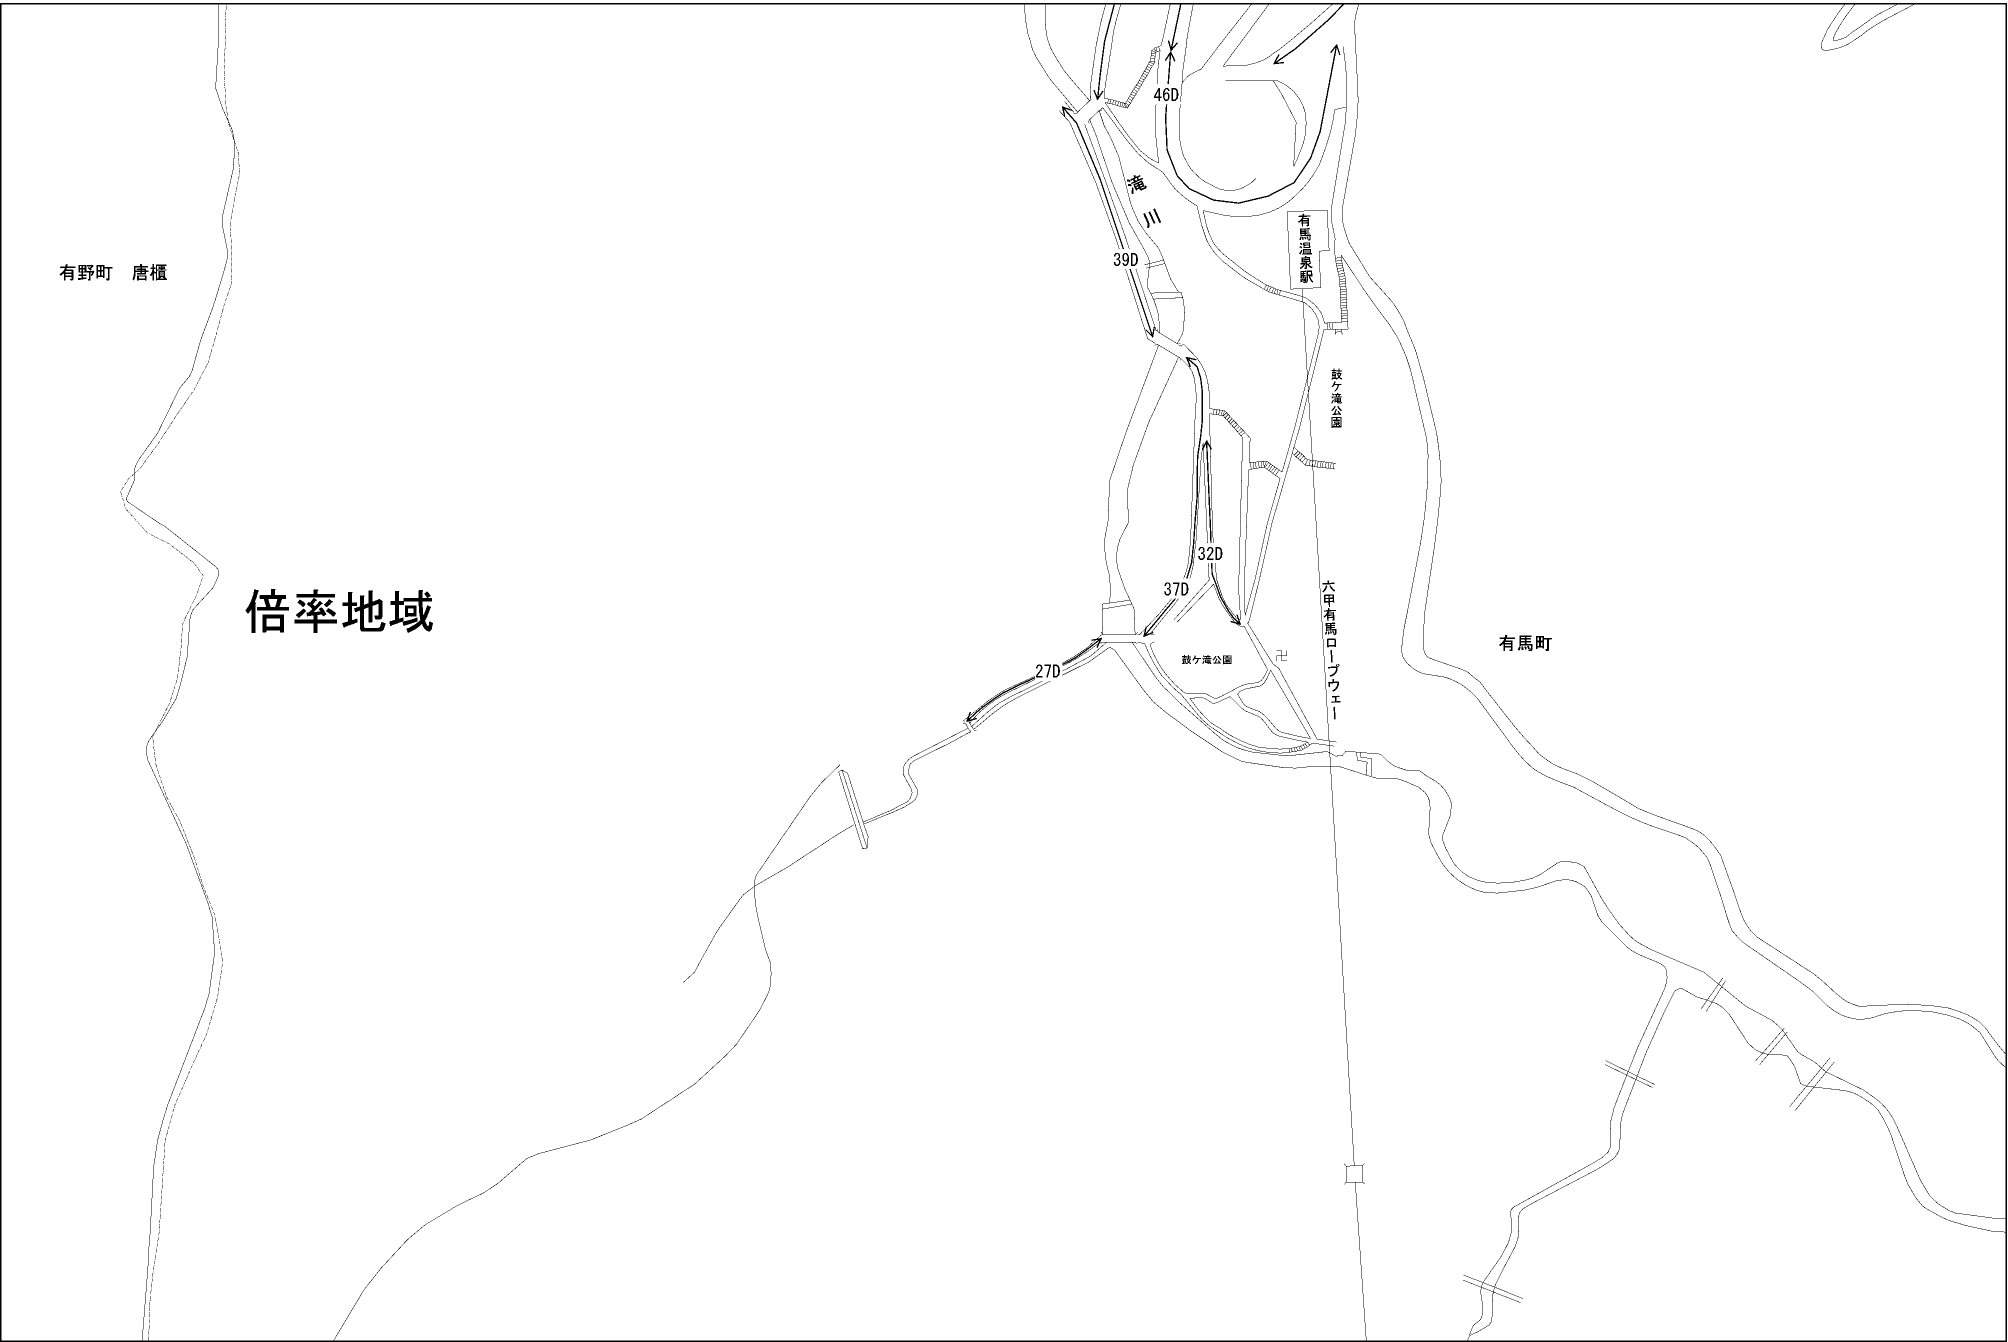 46D
滝川
有馬温泉駅
39D
有野町　唐櫃
鼓ケ滝公園
32D
37D
倍率地域
六甲有馬ロープウェー
有馬町
鼓ケ滝公園
27D